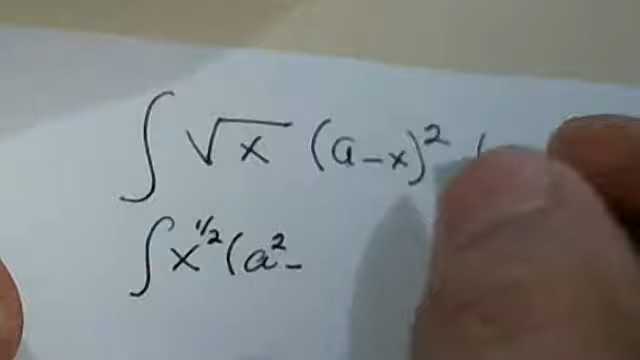 ∫ √x (a-x)²
∫ x^1/2 (a² -